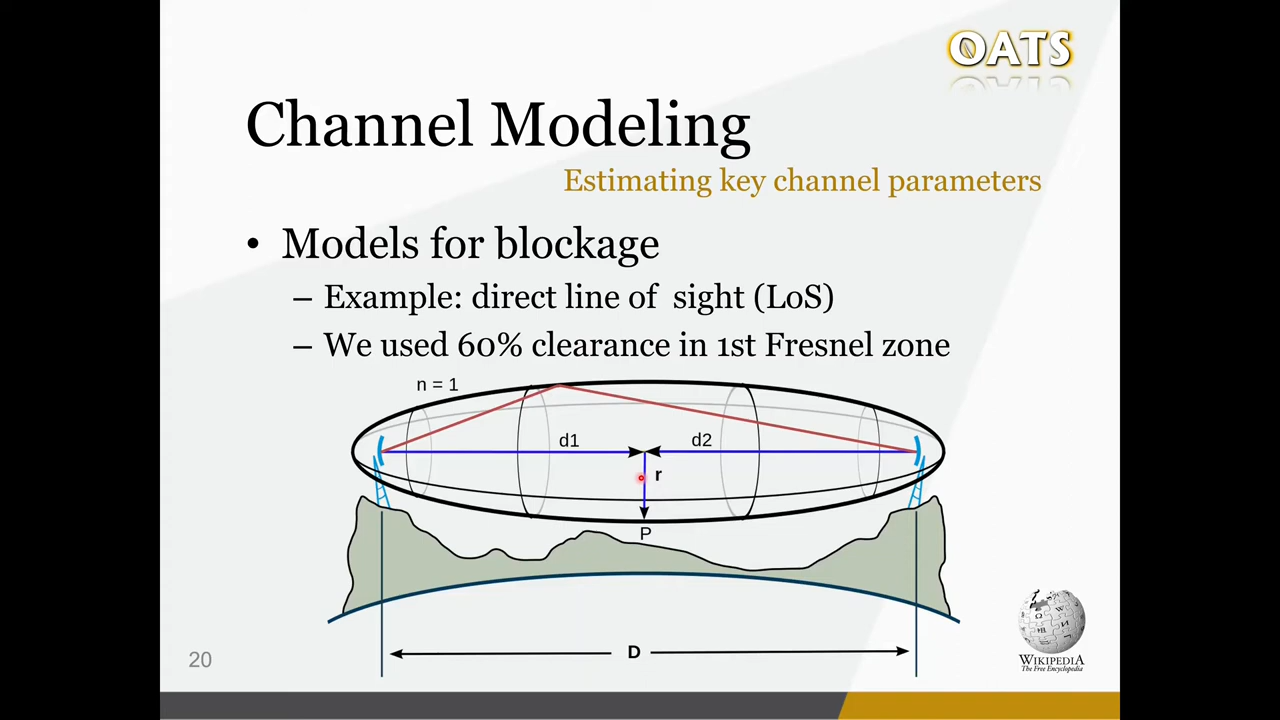 OATS
Channel Modeling
Estimating key channel parameters
• Models for blockage
– Example: direct line of sight (LoS)
– We used 60% clearance in 1st Fresnel zone
n = 1
d1
d2
r
P
D
20
WIKIPEDIA
The Free Encyclopedia